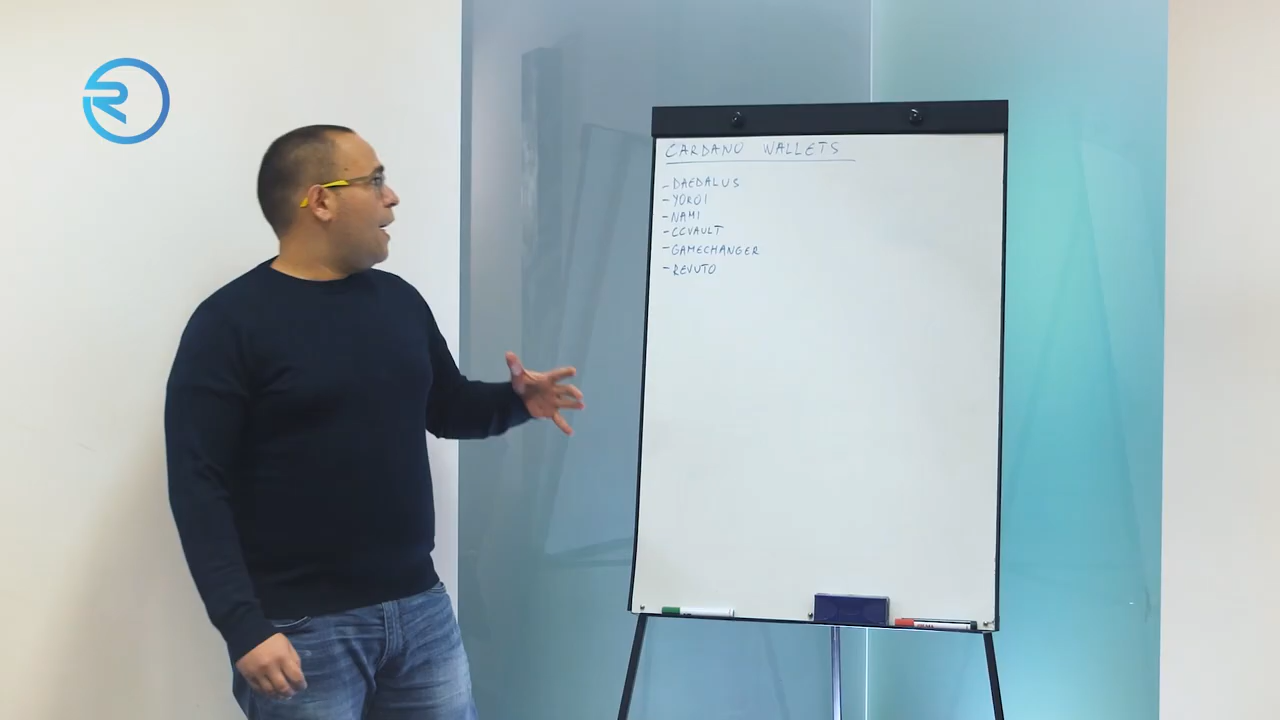 CARDANO WALLETS
- DAEDALUS
- YOROI
- NAMI
- CCVAULT
- GAMECHANGER
- REVUTO